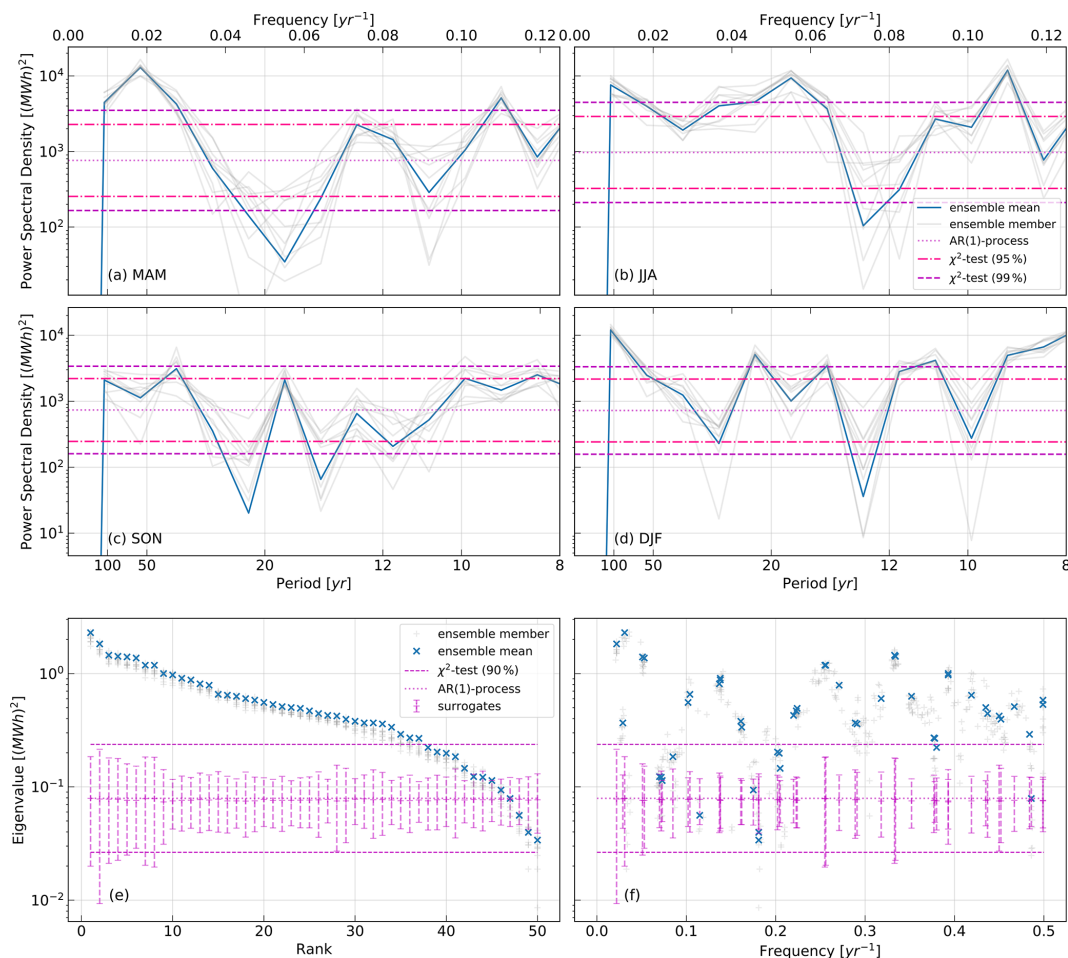 Frequency [yr⁻¹] Frequency [yr⁻¹]
0.00 0.02 0.04 0.06 0.08 0.10 0.12 0.00 0.02 0.04 0.06 0.08 0.10 0.12
Power Spectral Density [(MWh)²]
10⁴
10³
10²
(a) MAM
(b) JJA
ensemble mean
ensemble member
AR(1)-process
χ²-test (95%)
χ²-test (99%)
Power Spectral Density [(MWh)²]
10⁴
10³
10²
10¹
(c) SON
(d) DJF
100 50 20 12 10 8 100 50 20 12 10 8
Period [yr] Period [yr]
Eigenvalue [(MWh)²]
10⁰
10⁻¹
10⁻²
ensemble member
ensemble mean
χ²-test (90 %)
AR(1)-process
surrogates
(e)
(f)
0 10 20 30 40 50 0.0 0.1 0.2 0.3 0.4 0.5
Rank Frequency [yr⁻¹]